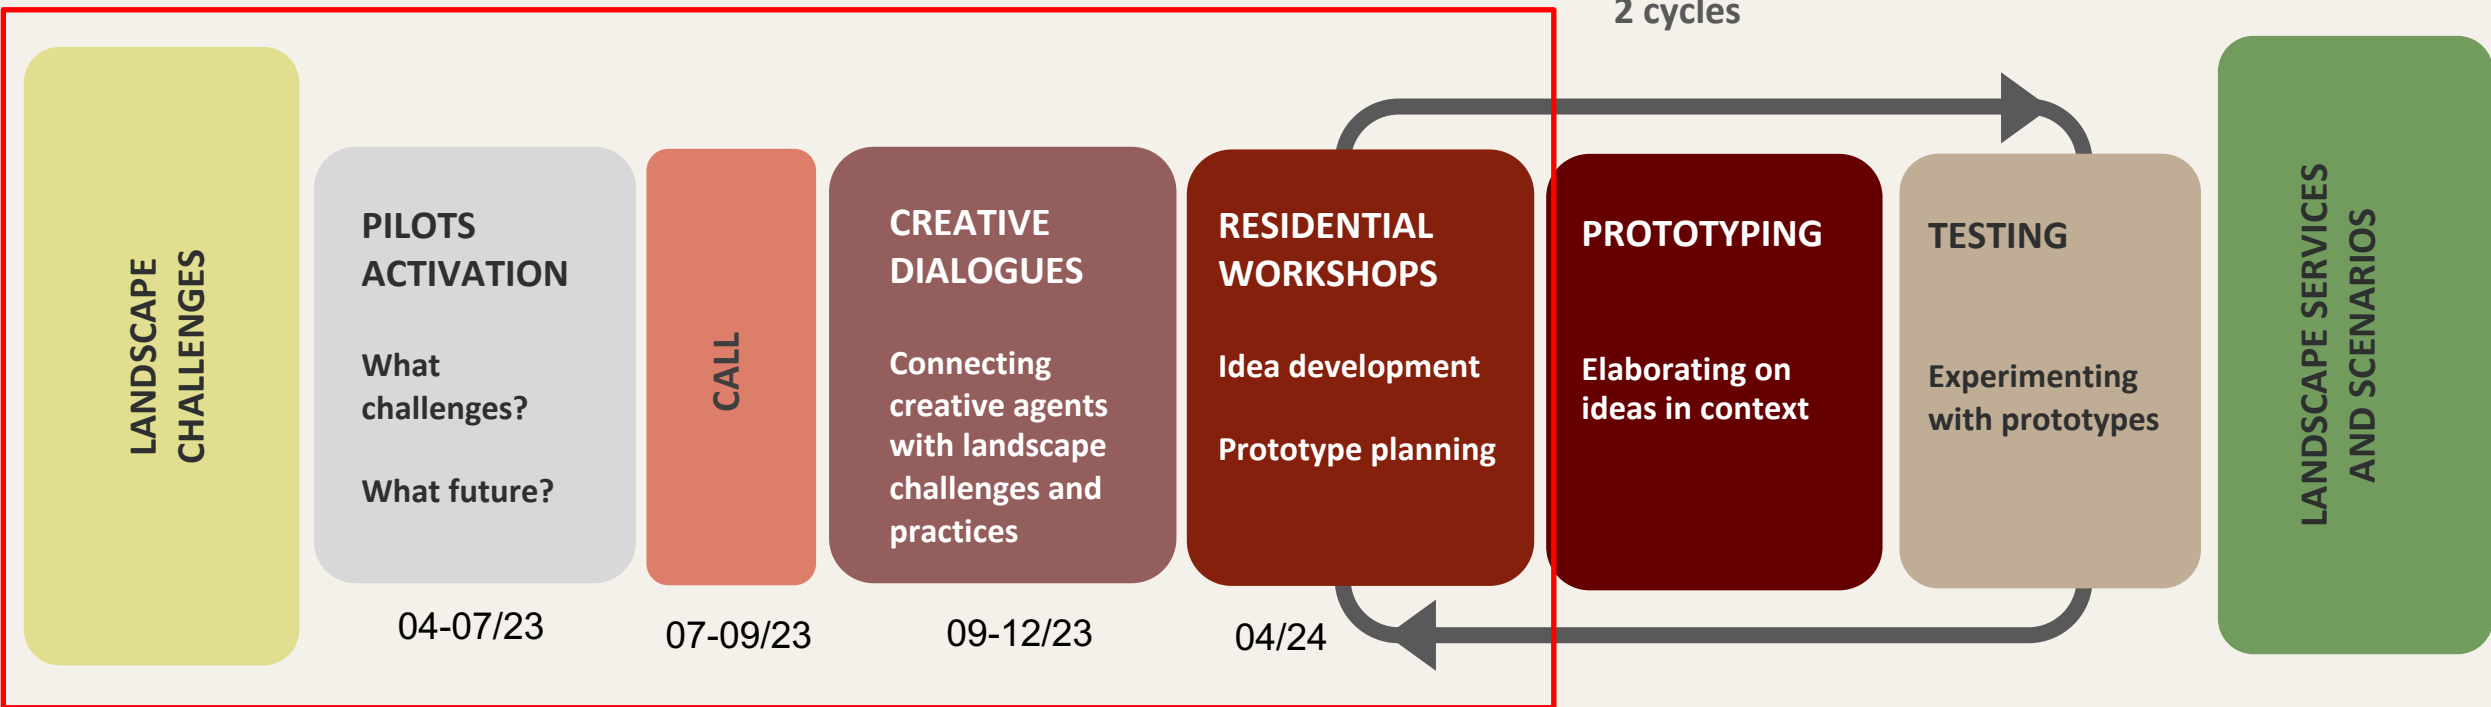 2 cycles
LANDSCAPE
CHALLENGES
PILOTS
ACTIVATION
What
challenges?
What future?
04-07/23
CALL
07-09/23
CREATIVE
DIALOGUES
Connecting
creative agents
with landscape
challenges and
practices
09-12/23
RESIDENTIAL
WORKSHOPS
Idea development
Prototype planning
04/24
PROTOTYPING
Elaborating on
ideas in context
TESTING
Experimenting
with prototypes
LANDSCAPE SERVICES
AND SCENARIOS